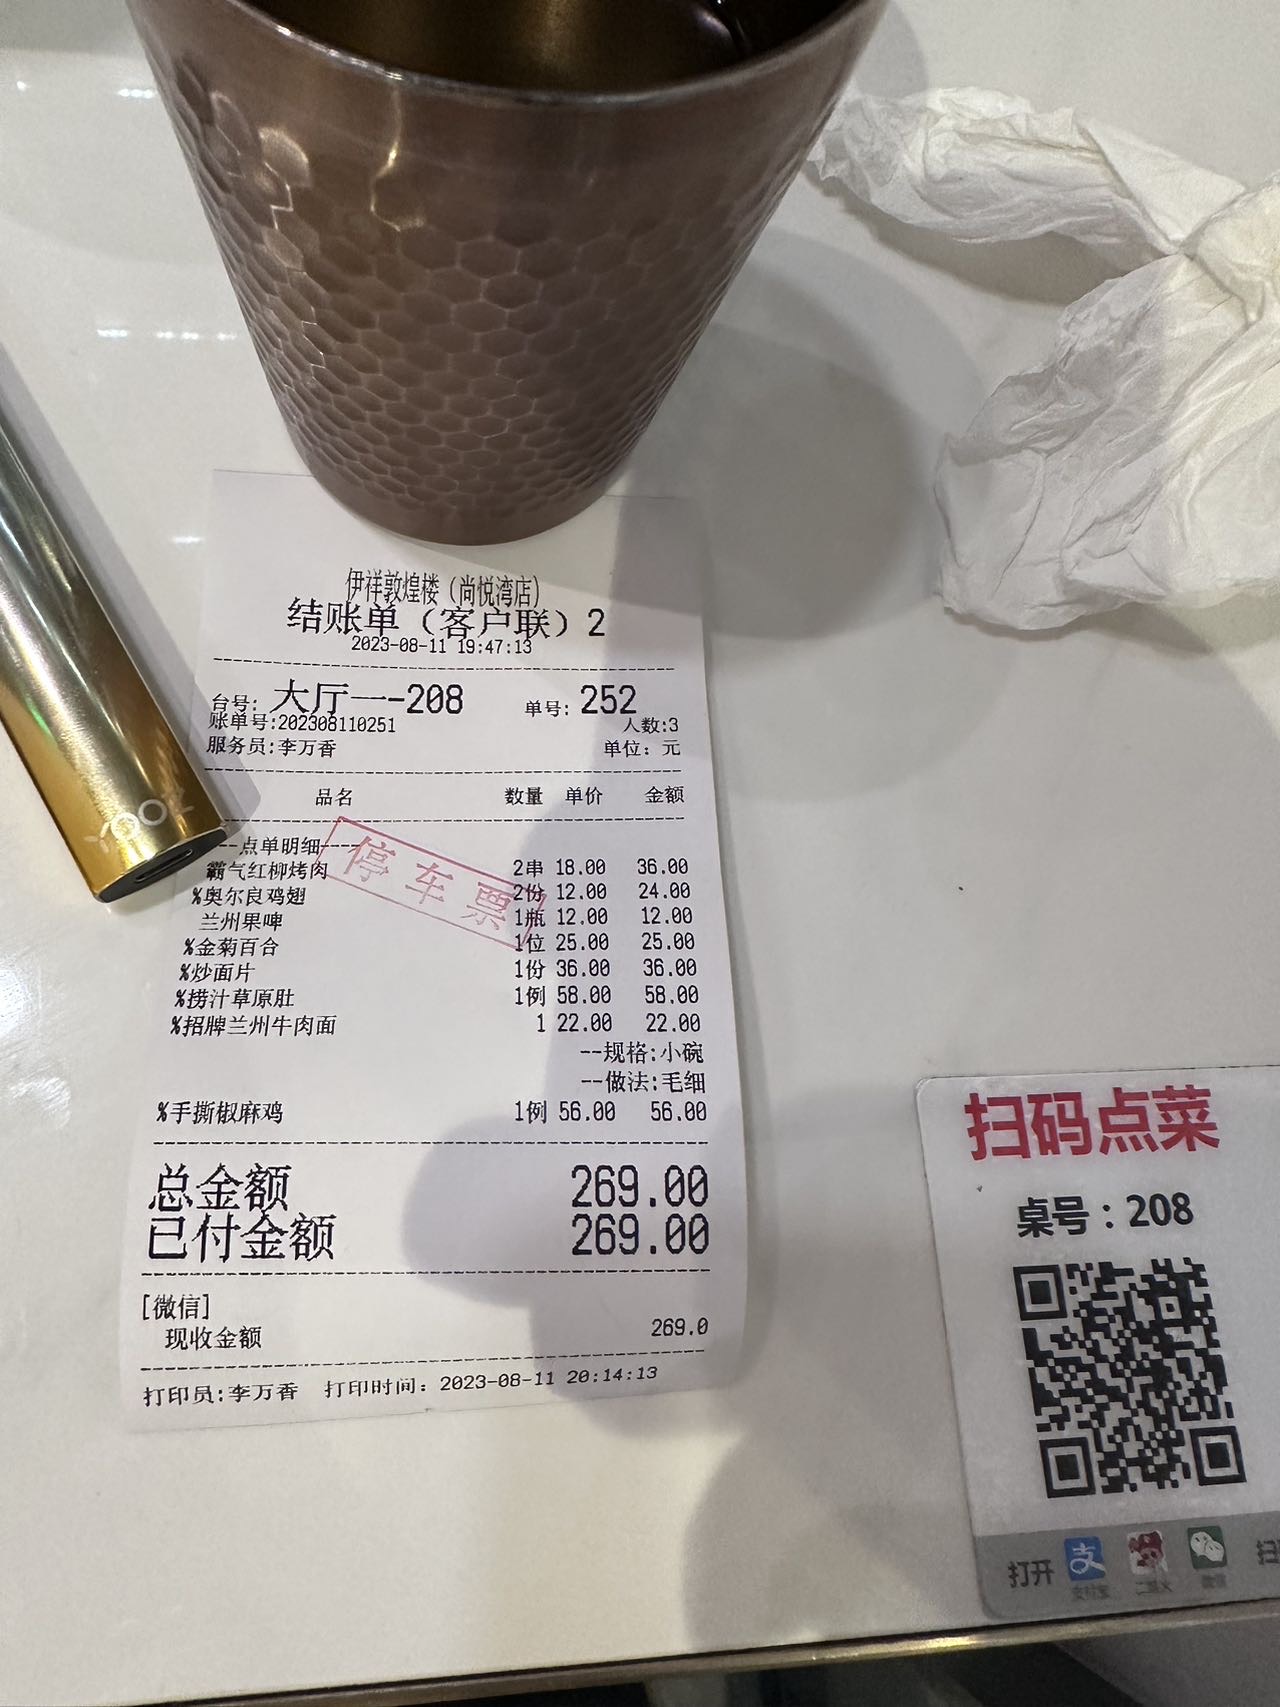 伊祥敦煌楼（尚悦湾店）
结账单（客户联）2
2023-08-11 19:47:13
台号: 大厅一-208 单号: 252
账单号:202308110251 人数:3
服务员:李万香 单位: 元
品名 数量 单价 金额
--点单明细----
霸气红柳烤肉 2串 18.00 36.00
%奥尔良鸡翅 2份 12.00 24.00
兰州果啤 1瓶 12.00 12.00
%金菊百合 1位 25.00 25.00
%炒面片 1份 36.00 36.00
%捞汁草原肚 1例 58.00 58.00
%招牌兰州牛肉面 1 22.00 22.00
--规格:小碗
--做法:毛细
%手撕椒麻鸡 1例 56.00 56.00
停车票
总金额 269.00
已付金额 269.00
[微信]
现收金额 269.0
打印员:李万香 打印时间: 2023-08-11 20:14:13
扫码点菜
桌号：208
打开 支 扫
支付宝 微信
yooz